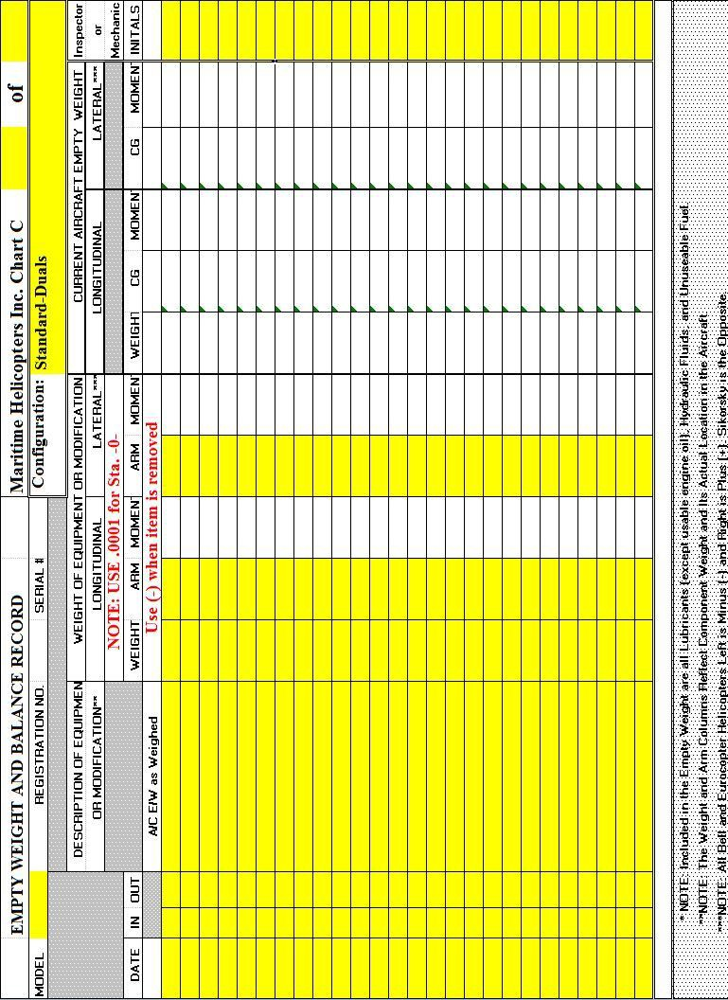 EMPTY WEIGHT AND BALANCE RECORD Maritime Helicopters Inc. Chart C of
MODEL REGISTRATION NO. SERIAL # Configuration: Standard-Duals
DESCRIPTION OF EQUIPMEN WEIGHT OF EQUIPMENT OR MODIFICATION CURRENT AIRCRAFT EMPTY WEIGHT Inspector
OR MODIFICATION** LONGITUDINAL LATERAL*** LONGITUDINAL LATERAL*** or
NOTE: USE .0001 for Sta. -0- Mechanic
DATE IN OUT WEIGHT ARM MOMENT ARM MOMENT WEIGHT CG MOMEN CG MOMEN INITALS
A/C E/W as Weighed Use (-) when item is removed
* NOTE: Included in the Empty Weight are all Lubricants (except usable engine oil), Hydraulic Fluids, and Unuseable Fuel.
**NOTE: The Weight and Arm Columns Reflect Component Weight and Its Actual Location in the Aircraft.
***NOTE: All Bell and Eurocopter Helicopters Left is Minus (-) and Right is Plus (+). Sikorsky is the Opposite.